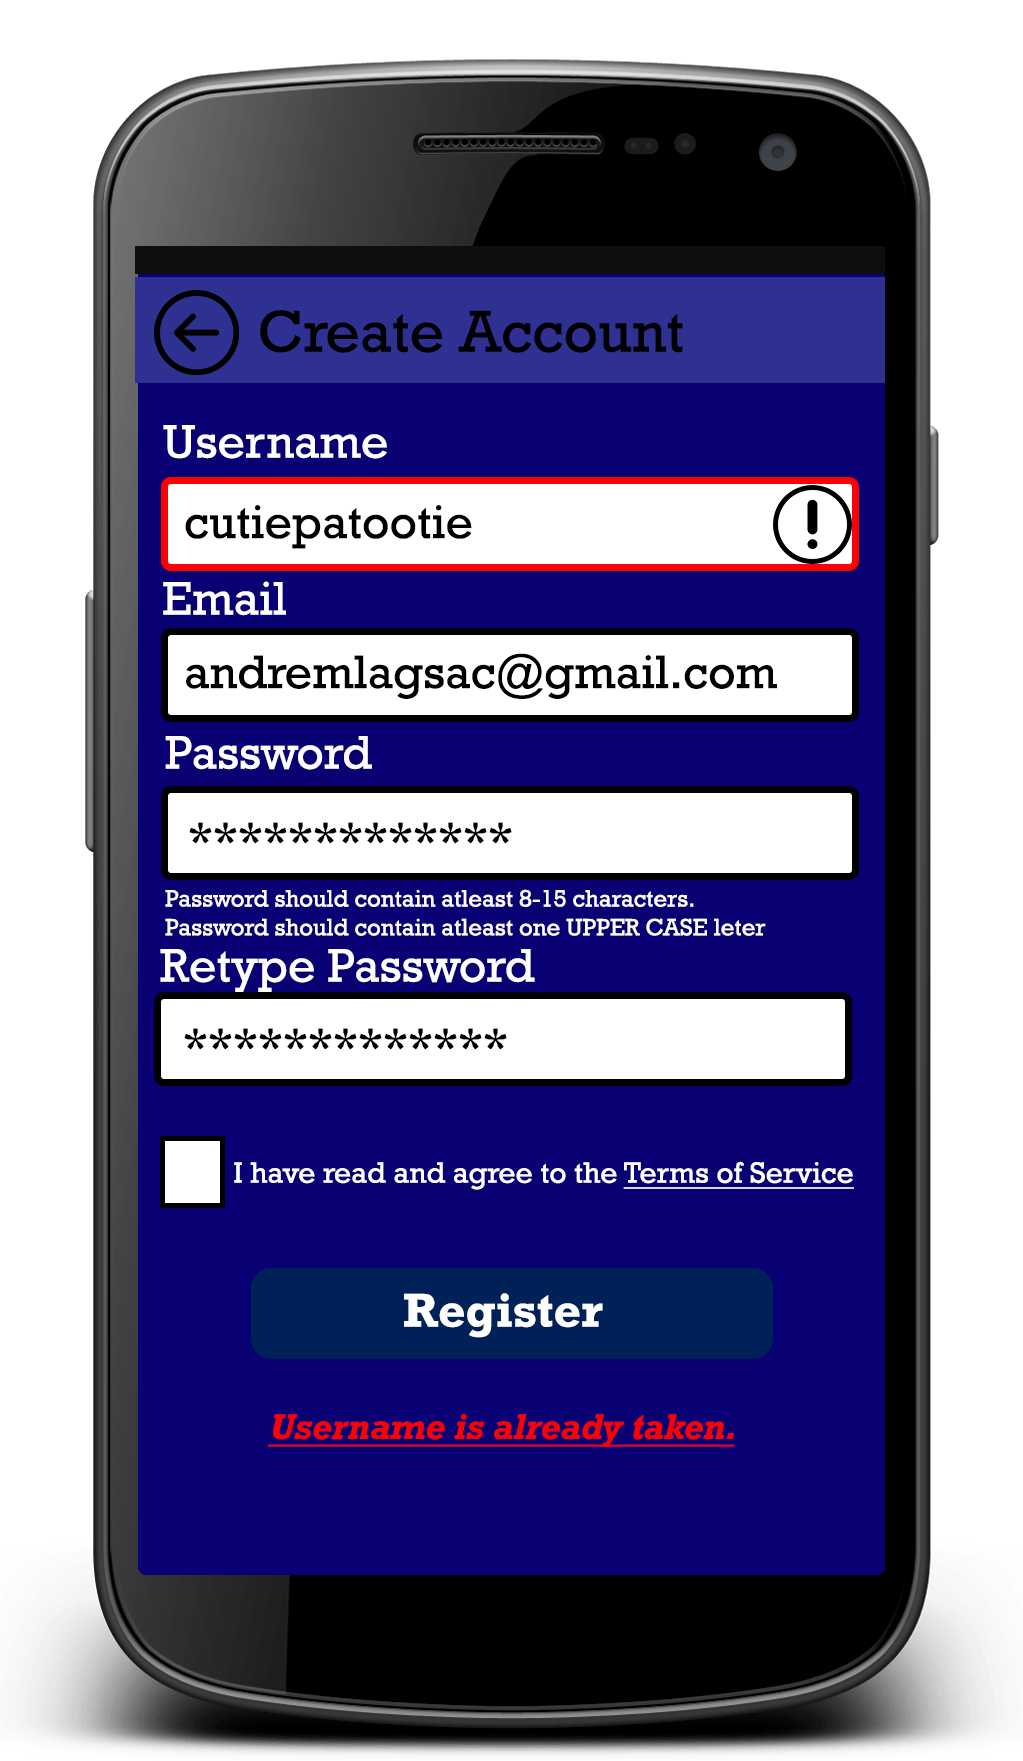 Create Account
Username
cutiepatootie
Email
andremlagsac@gmail.com
Password
*************
Password should contain atleast 8-15 characters.
Password should contain atleast one UPPER CASE leter
Retype Password
*************
I have read and agree to the Terms of Service
Register
Username is already taken.